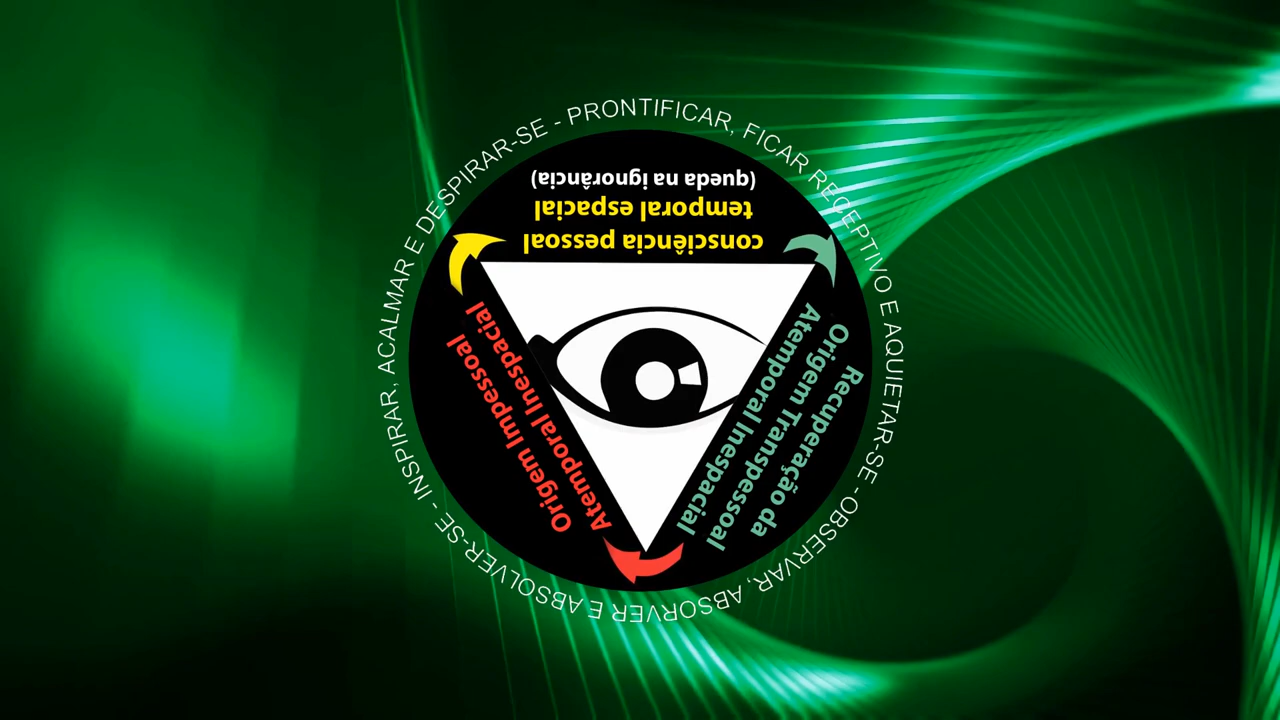 INSPIRAR, ACALMAR E DESPIRAR-SE - PRONTIFICAR, FICAR RECEPTIVO E AQUIETAR-SE - OBSERVAR, ABSORVER E ABSOLVER-SE -
consciência pessoal
temporal espacial
(queda na ignorância)
Origem Impessoal
Atemporal Inespacial
Recuperação da
Origem Transpessoal
Atemporal Inespacial